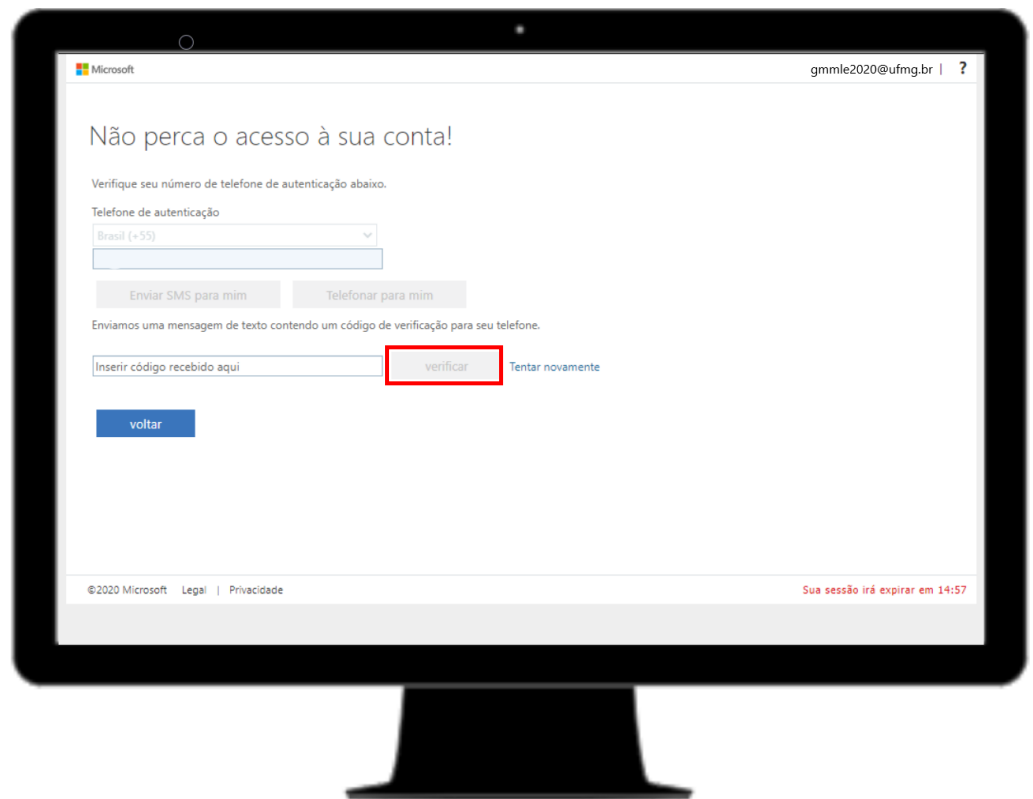 Microsoft
gmmle2020@ufmg.br | ?
Não perca o acesso à sua conta!
Verifique seu número de telefone de autenticação abaixo.
Telefone de autenticação
Brasil (+55)
Enviar SMS para mim Telefonar para mim
Enviamos uma mensagem de texto contendo um código de verificação para seu telefone.
Inserir código recebido aqui verificar Tentar novamente
voltar
©2020 Microsoft Legal | Privacidade Sua sessão irá expirar em 14:57